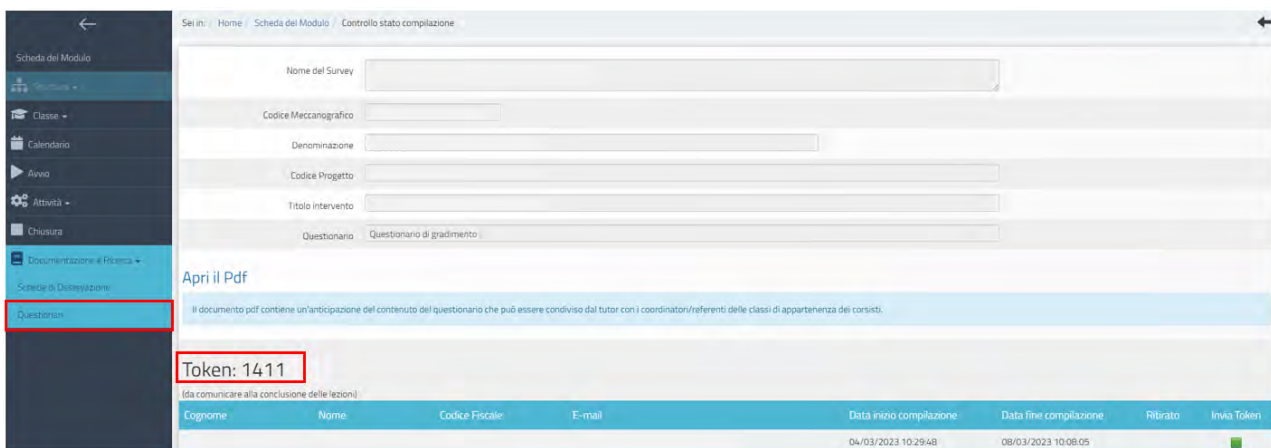 Sei in: / Home / Scheda del Modulo / Controllo stato compilazione
Scheda del Modulo
Struttura
Classe
Calendario
Avvio
Attività
Chiusura
Documentazione e Ricerca
Schede di Osservazione
Questionari
Nome del Survey
Codice Meccanografico
Denominazione
Codice Progetto
Titolo intervento
Questionario Questionario di gradimento
Apri il Pdf
Il documento pdf contiene un'anticipazione del contenuto del questionario che può essere condiviso dal tutor con i coordinatori/referenti delle classi di appartenenza dei corsisti.
Token: 1411
(da comunicare alla conclusione delle lezioni)
Cognome Nome Codice Fiscale E-mail Data inizio compilazione Data fine compilazione Ritirato Invia Token
04/03/2023 10:29:48 08/03/2023 10:08:05